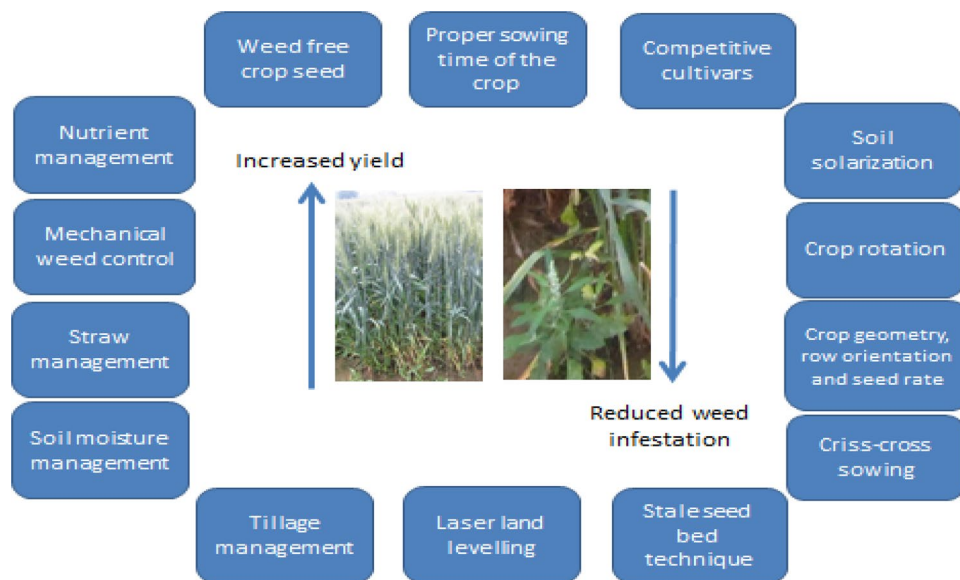 Weed free
crop seed
Proper sowing
time of the
crop
Competitive
cultivars
Nutrient
management
Increased yield
Soil
solarization
Mechanical
weed control
Crop rotation
Straw
management
Crop geometry,
row orientation
and seed rate
Reduced weed
infestation
Soil moisture
management
Criss-cross
sowing
Tillage
management
Laser land
levelling
Stale seed
bed
technique